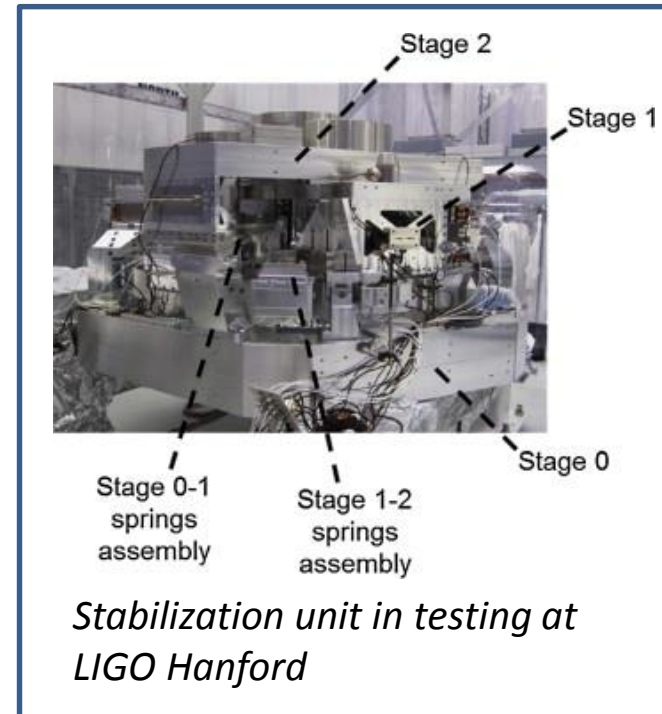 Stage 2
Stage 1
Stage 0
Stage 0-1
springs
assembly
Stage 1-2
springs
assembly
Stabilization unit in testing at
LIGO Hanford